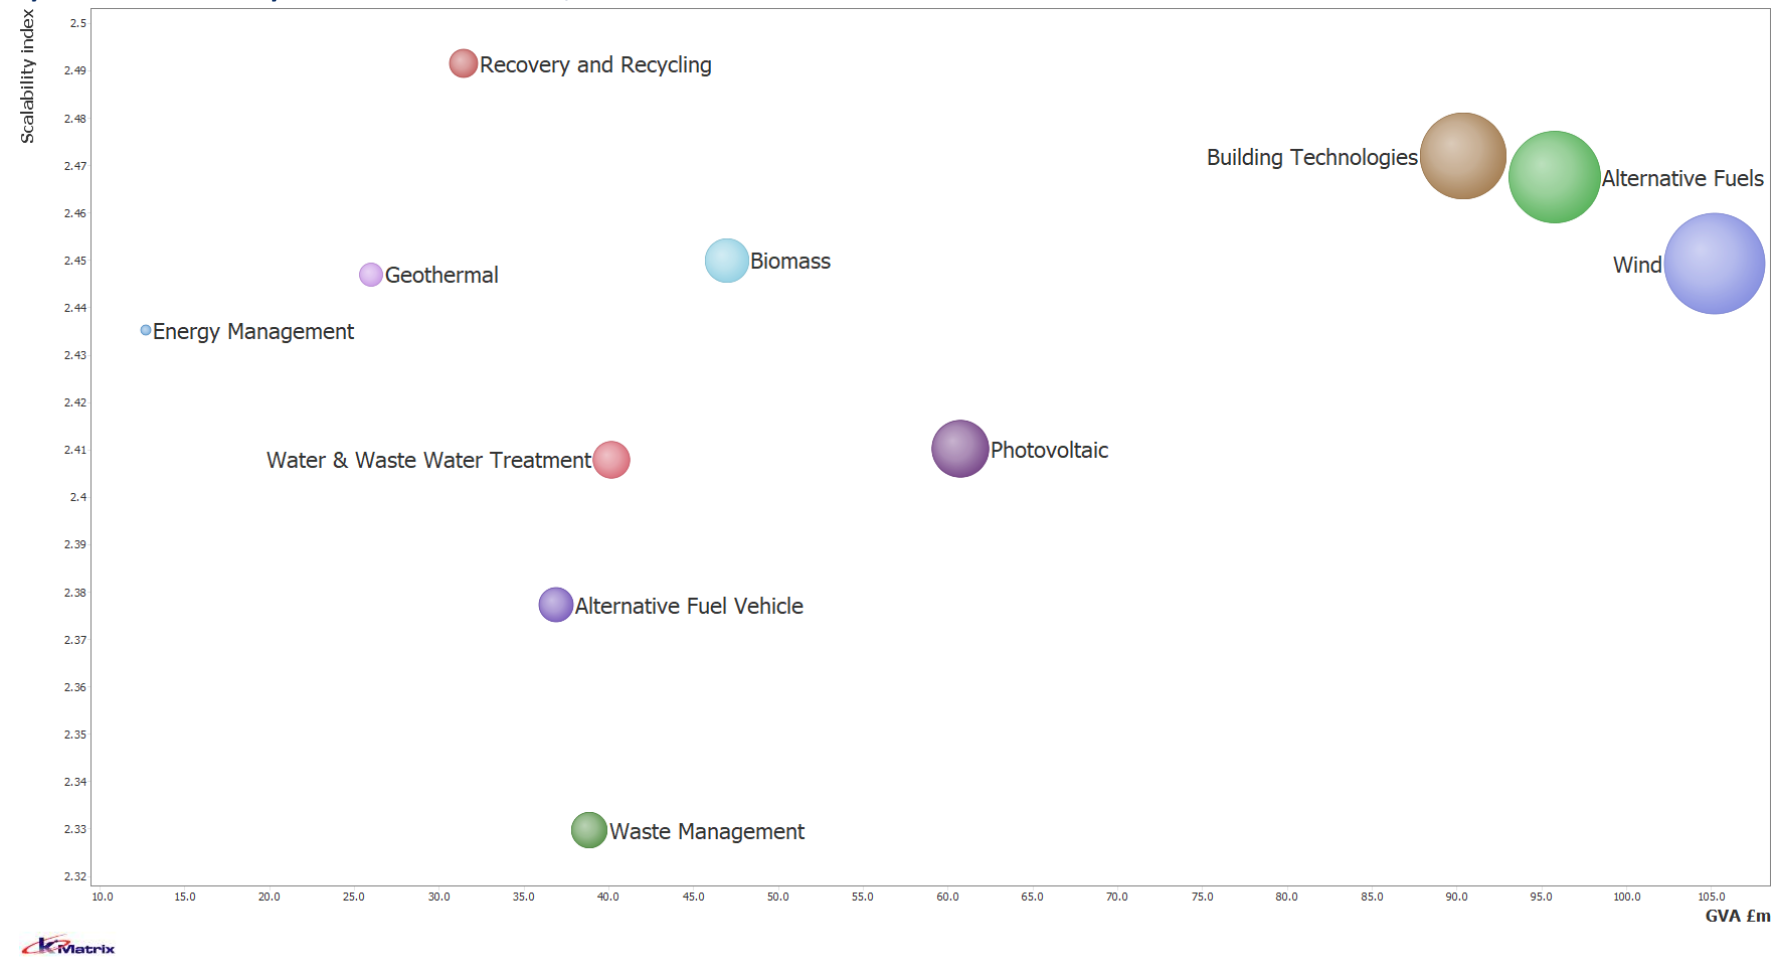 Scalability index
2.5
2.49
2.48
2.47
2.46
2.45
2.44
2.43
2.42
2.41
2.4
2.39
2.38
2.37
2.36
2.35
2.34
2.33
2.32
Recovery and Recycling
Building Technologies
Alternative Fuels
Biomass
Wind
Geothermal
Energy Management
Photovoltaic
Water & Waste Water Treatment
Alternative Fuel Vehicle
Waste Management
10.0 15.0 20.0 25.0 30.0 35.0 40.0 45.0 50.0 55.0 60.0 65.0 70.0 75.0 80.0 85.0 90.0 95.0 100.0 105.0
GVA £m
kMatrix